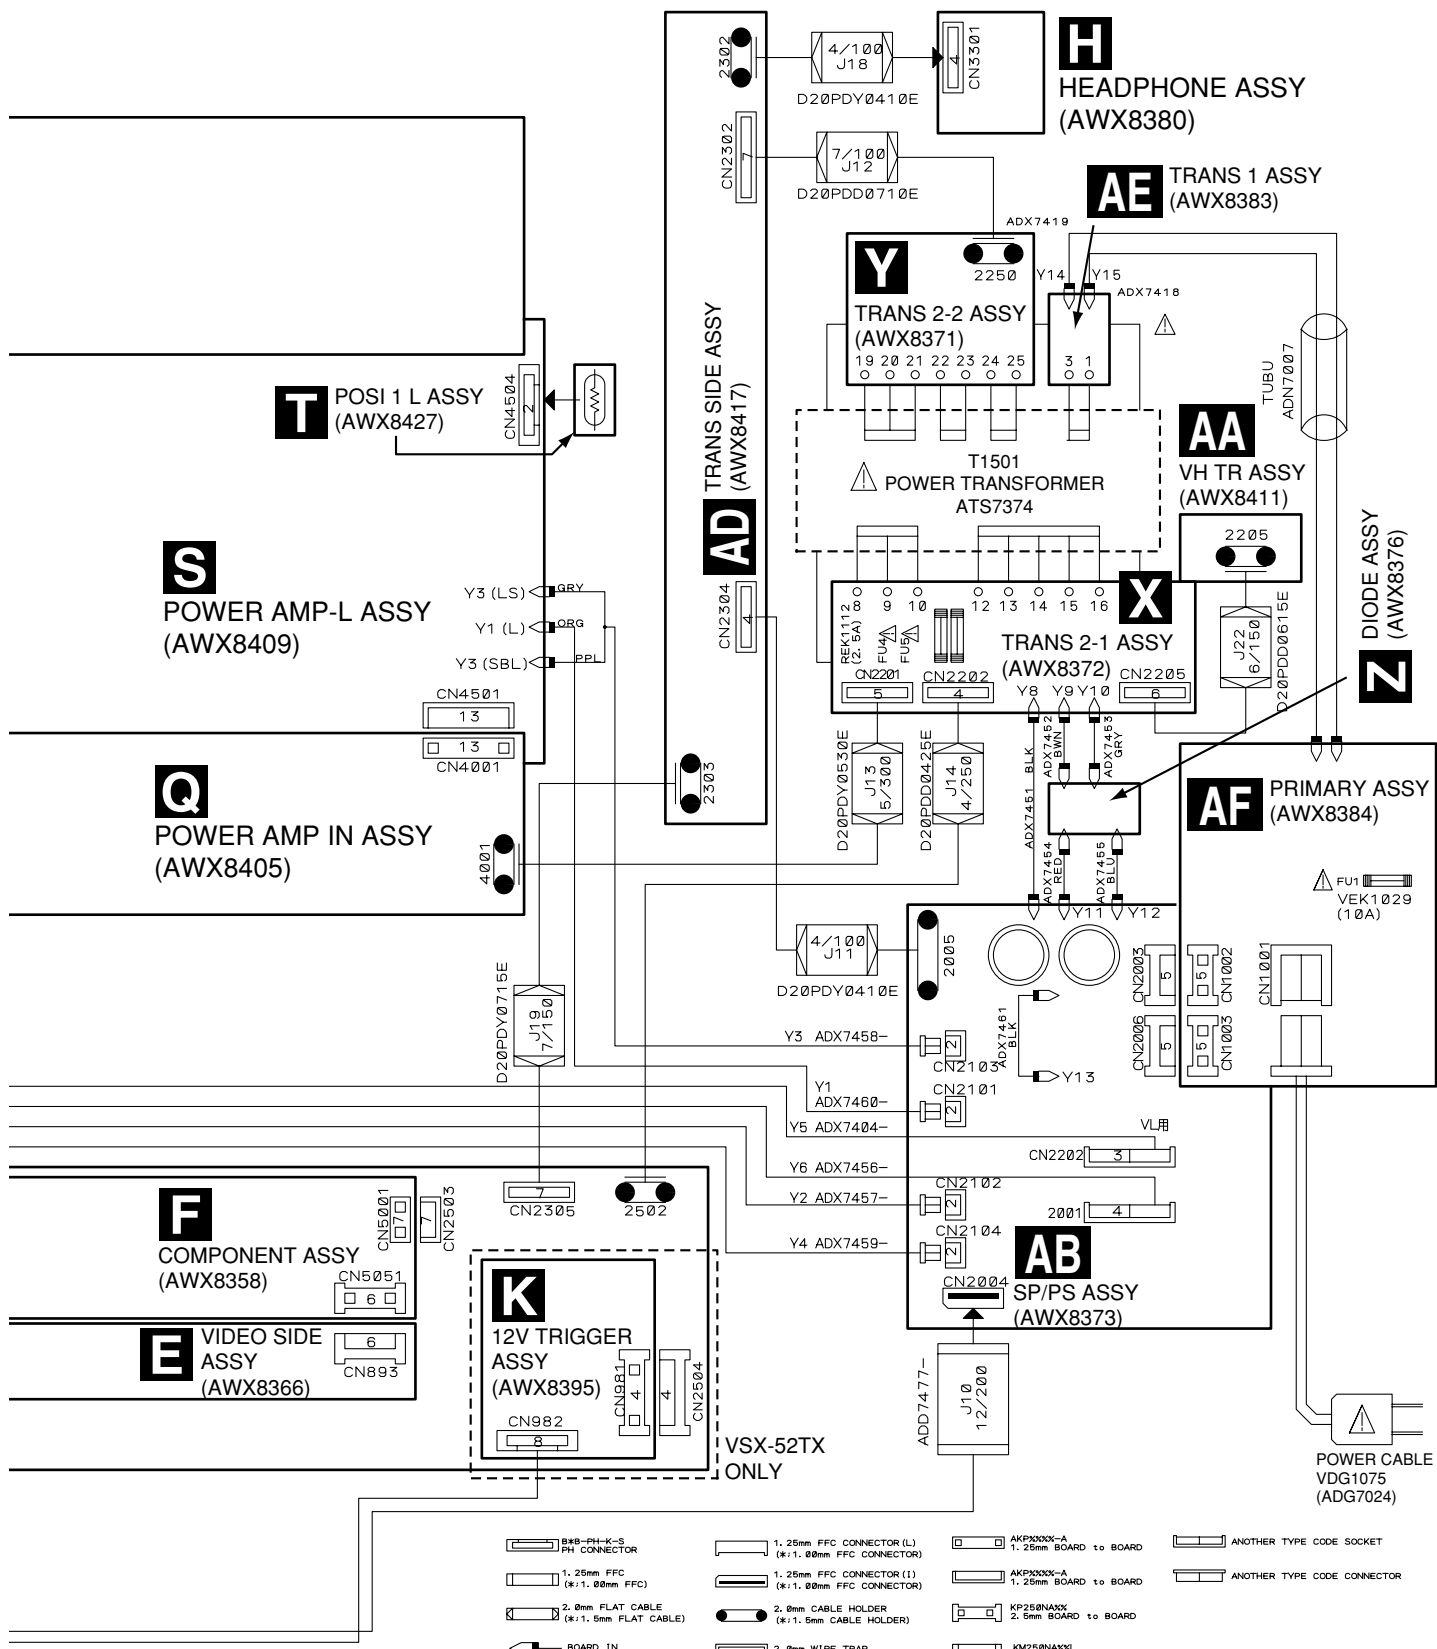 2302
4/100
J18
D20PDY0410E
4
CN3301
H
HEADPHONE ASSY
(AWX8380)
CN2302
7
7/100
J12
D20PDD0710E
AE
TRANS 1 ASSY
(AWX8383)
ADX7419
Y
2250
Y14
Y15
ADX7418
TRANS 2-2 ASSY
(AWX8371)
19 20 21 22 23 24 25
3 1
TUBU
ADN7007
T
POSI 1 L ASSY
(AWX8427)
CN4504
2
TRANS SIDE ASSY
(AWX8417)
AD
T1501
POWER TRANSFORMER
ATS7374
AA
VH TR ASSY
(AWX8411)
2205
DIODE ASSY
(AWX8376)
Z
S
POWER AMP-L ASSY
(AWX8409)
Y3 (LS)
GRY
Y1 (L)
ORG
Y3 (SBL)
PPL
CN2304
4
8 9 10 12 13 14 15 16
X
REK1112
(2.5A)
FU4
FU5
TRANS 2-1 ASSY
(AWX8372)
CN2201
5
CN2202
4
Y8 Y9 Y10
CN2205
6
J22
6/150
D20PDD0615E
CN4501
13
13
CN4001
Q
POWER AMP IN ASSY
(AWX8405)
4001
2303
D20PDY0530E
J13
5/300
D20PDD0425E
J14
4/250
ADX7451 BLK
ADX7452
BWN
ADX7453
GRY
ADX7454
RED
ADX7455
BLU
AF
PRIMARY ASSY
(AWX8384)
FU1
VEK1029
(10A)
Y11
Y12
4/100
J11
D20PDY0410E
2005
D20PDY0715E
J19
7/150
CN2003
5
5
CN1002
CN1001
CN2006
5
5
CN1003
ADX7461
BLK
Y13
Y3 ADX7458-
2
CN2103
Y1
ADX7460-
CN2101
2
Y5 ADX7404-
VL用
CN2202
3
Y6 ADX7456-
Y2 ADX7457-
CN2102
2
2001
4
Y4 ADX7459-
CN2104
2
AB
SP/PS ASSY
(AWX8373)
CN2004
F
COMPONENT ASSY
(AWX8358)
CN5001
7
7
CN2503
7
CN2305
2502
CN5051
6
E
VIDEO SIDE
ASSY
(AWX8366)
6
CN893
K
12V TRIGGER
ASSY
(AWX8395)
CN981
4
4
CN2504
CN982
8
VSX-52TX
ONLY
ADD7477-
J10
12/200
POWER CABLE
VDG1075
(ADG7024)
B*B-PH-K-S
PH CONNECTOR
1.25mm FFC
(*:1.00mm FFC)
2.0mm FLAT CABLE
(*:1.5mm FLAT CABLE)
BOARD IN
1.25mm FFC CONNECTOR(L)
(*:1.00mm FFC CONNECTOR)
1.25mm FFC CONNECTOR(I)
(*:1.00mm FFC CONNECTOR)
2.0mm CABLE HOLDER
(*:1.5mm CABLE HOLDER)
2.0mm WIRE TRAP
AKP%%%%-A
1.25mm BOARD to BOARD
AKP%%%%-A
1.25mm BOARD to BOARD
KP250NA%%
2.5mm BOARD to BOARD
ANOTHER TYPE CODE SOCKET
ANOTHER TYPE CODE CONNECTOR